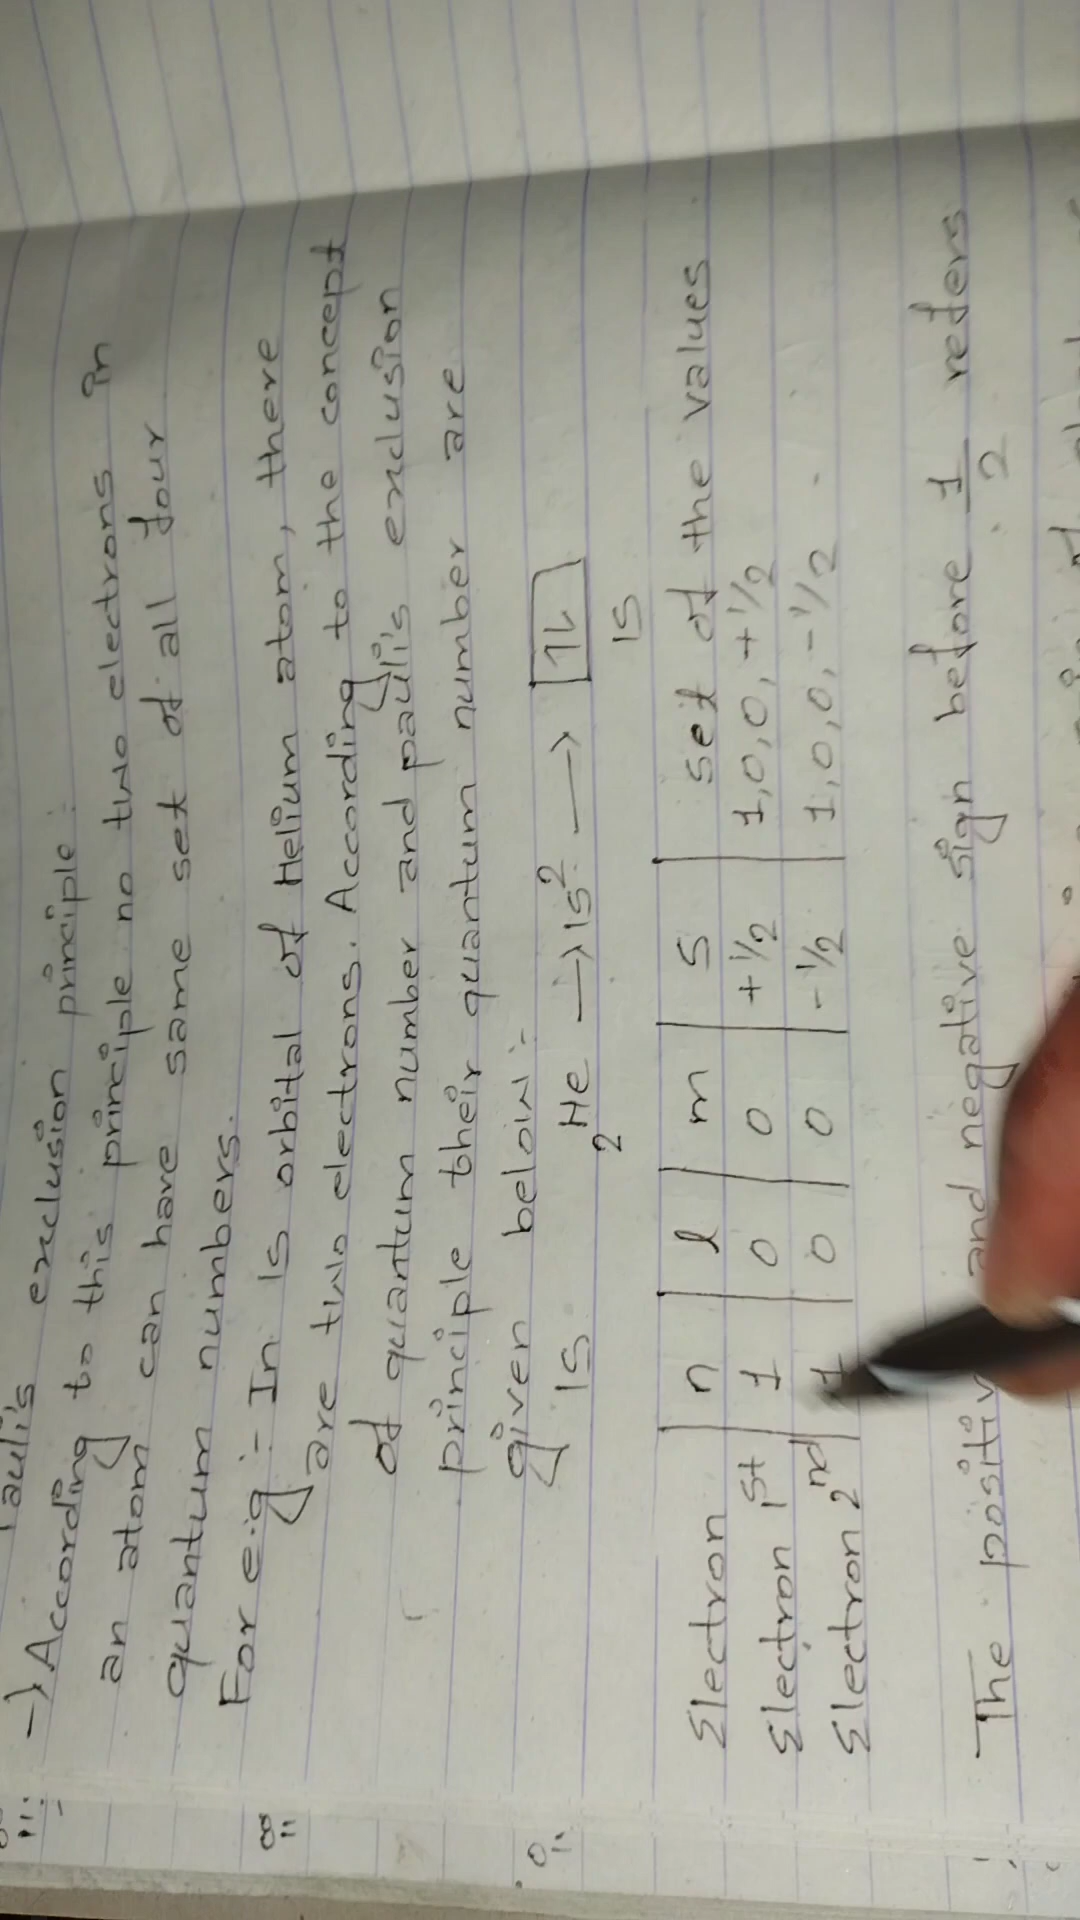 Pauli's exclusion principle:
→ According to this principle no two electrons in
an atom can have same set of all four
quantum numbers.
For e.g:- In 1s orbital of Helium atom, there
are two electrons. According to the concept
of quantum number and pauli's exclusion
principle their quantum number are
given below:-
1s ₂He → 1s² → [1L]
1s
Electron | n | l | m | s | set of the values
Electron 1st | 1 | 0 | 0 | +1/2 | 1,0,0,+1/2
Electron 2nd | 1 | 0 | 0 | -1/2 | 1,0,0,-1/2.
The positiv and negative sign before 1/2 refers